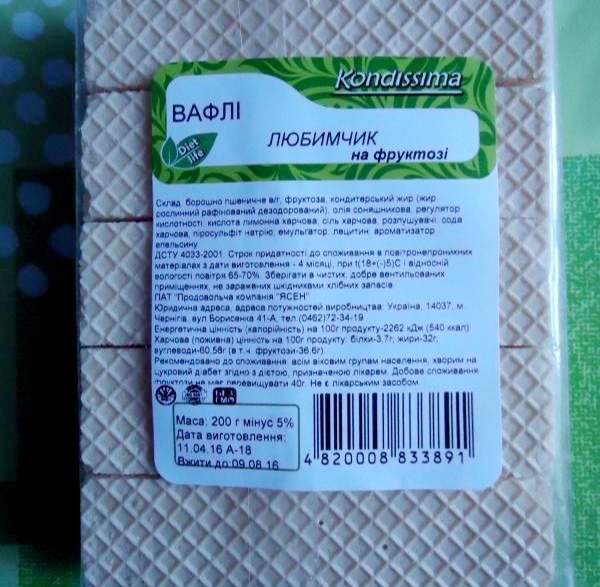 Kondissima
ВАФЛІ
Diet life
ЛЮБИМЧИК
на фруктозі
Склад: борошно пшеничне в/г, фруктоза, кондитерський жир (жир
рослинний рафінований дезодорований), олія соняшникова, регулятор
кислотності: кислота лимонна харчова, сіль харчова, розпушувачі: сода
харчова, піросульфіт натрію, емульгатор: лецитин, ароматизатор
апельсину
ДСТУ 4033-2001. Строк придатності до споживання в повітронепроникних
матеріалах з дати виготовлення - 4 місяці, при t(18+(-)5)С і відносній
вологості повітря 65-70%. Зберігати в чистих, добре вентильованих
приміщеннях, не заражених шкідниками хлібних запасів.
ПАТ "Продовольча компанія "ЯСЕН"
Юридична адреса, адреса потужностей виробництва: Україна, 14037, м.
Чернігів, вул.Борисенка 41-А, тел.(0462)72-34-19
Енергетична цінність (калорійність) на 100г продукту-2262 кДж (540 ккал)
Харчова (поживна) цінність на 100г продукту: білки-3,7г; жири-32г;
вуглеводи-60,58г (в т.ч. фруктози-36,6г).
Рекомендовано до споживання: всім віковим групам населення, хворим на
цукровий діабет згідно з дієтою, призначеною лікарем. Добове споживання
фруктози не має перевищувати 40г. Не є лікарським засобом.
БЕЗ ГМО
Маса: 200 г мінус 5%
Дата виготовлення:
11.04.16 А-18
Вжити до:09.08.16
4 820008 833891